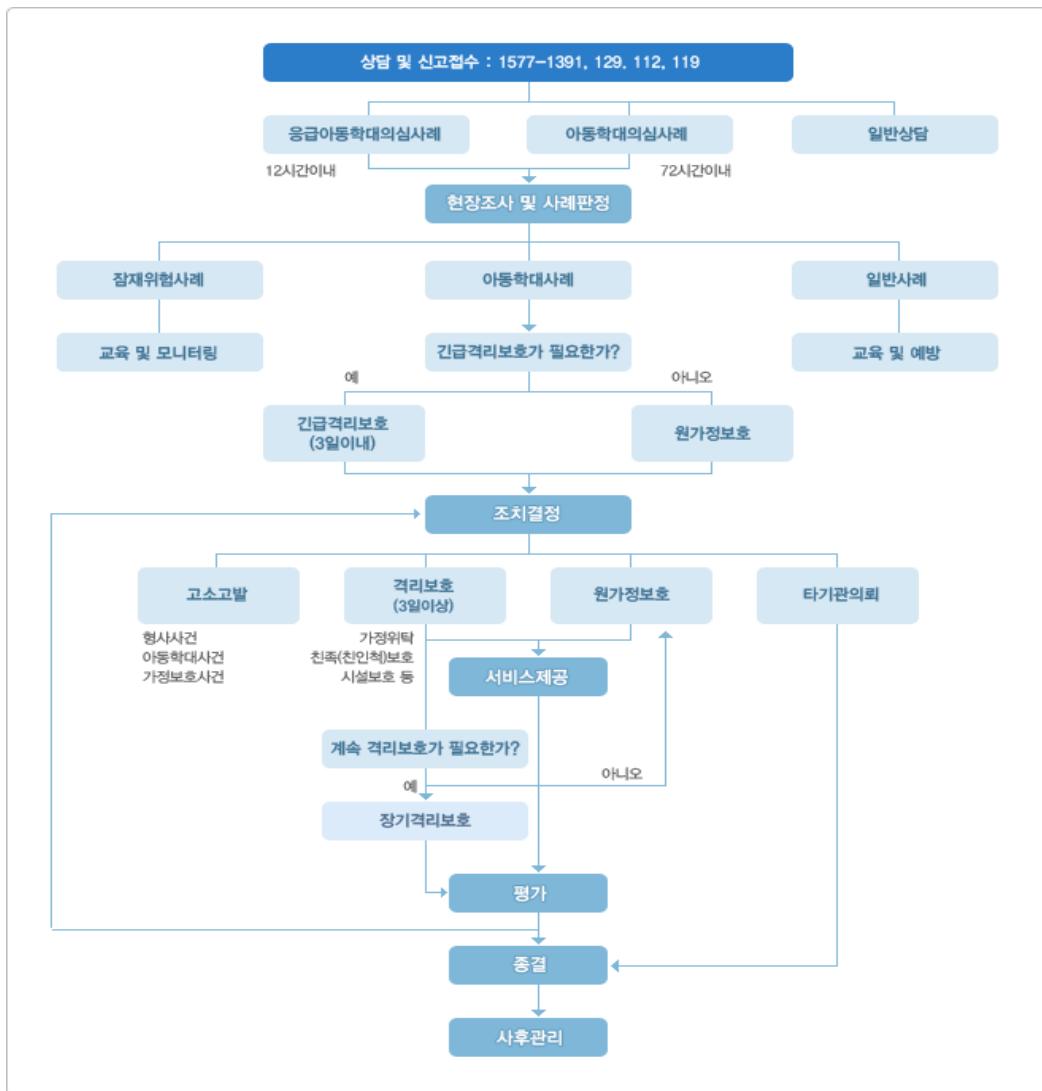 상담 및 신고접수 : 1577-1391, 129. 112, 119
응급아동학대의심사례
아동학대의심사례
일반상담
12시간이내
72시간이내
현장조사 및 사례판정
잠재위험사례
아동학대사례
일반사례
교육 및 모니터링
긴급격리보호가 필요한가?
교육 및 예방
예
아니오
긴급격리보호
(3일이내)
원가정보호
조치결정
고소고발
격리보호
(3일이상)
원가정보호
타기관의뢰
형사사건
아동학대사건
가정보호사건
가정위탁
친족(친인척)보호
시설보호 등
서비스제공
계속 격리보호가 필요한가?
예
아니오
장기격리보호
평가
종결
사후관리